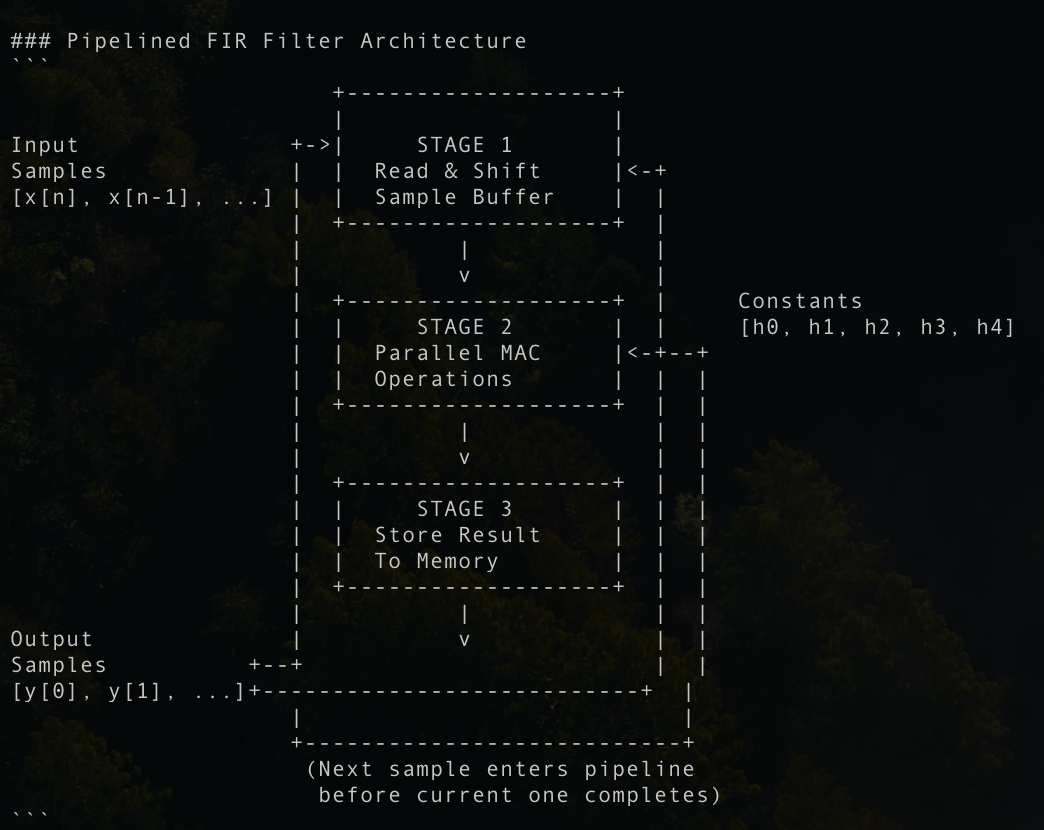 ### Pipelined FIR Filter Architecture
```
                         +-------------------+
                         |                   |
Input                 +->|     STAGE 1       |
Samples               |  |  Read & Shift     |<-+
[x[n], x[n-1], ...]   |  |  Sample Buffer    |  |
                      |  +-------------------+  |
                      |           |             |
                      |           v             |
                      |  +-------------------+  |     Constants
                      |  |     STAGE 2       |  |     [h0, h1, h2, h3, h4]
                      |  |  Parallel MAC     |<-+--+
                      |  |  Operations       |  |  |
                      |  +-------------------+  |  |
                      |           |             |  |
                      |           v             |  |
                      |  +-------------------+  |  |
                      |  |     STAGE 3       |  |  |
                      |  |  Store Result     |  |  |
                      |  |  To Memory        |  |  |
                      |  +-------------------+  |  |
                      |           |             |  |
Output                |           v             |  |
Samples            +--+                         |  |
[y[0], y[1], ...]+----------------------------+  |
                      |                          |
                      +--------------------------+
                       (Next sample enters pipeline
                        before current one completes)
```